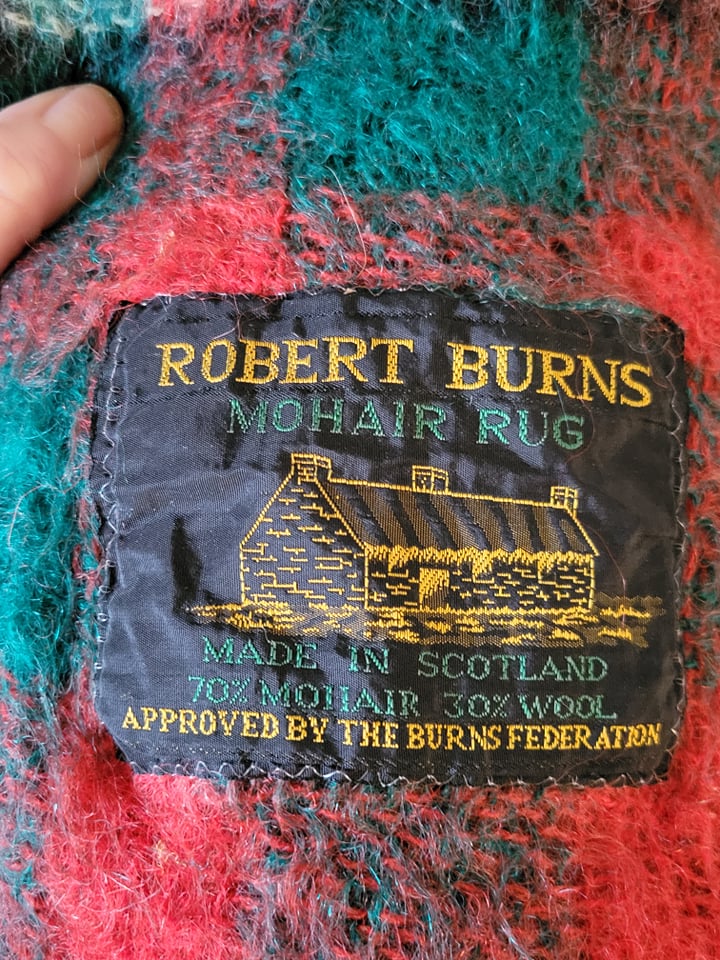 ROBERT BURNS
MOHAIR RUG
MADE IN SCOTLAND
70% MOHAIR 30% WOOL
APPROVED BY THE BURNS FEDERATION